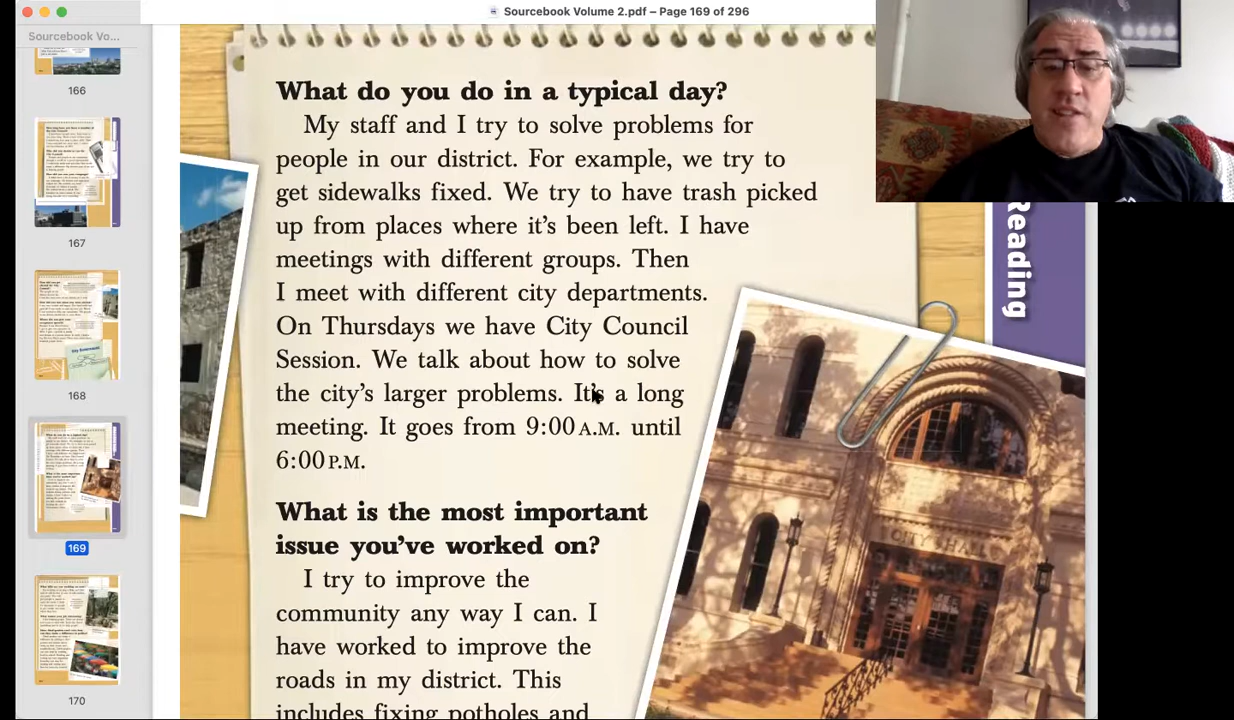 Sourcebook Volume 2.pdf – Page 169 of 296
Sourcebook Vo...
166
167
168
169
170
What do you do in a typical day?
My staff and I try to solve problems for
people in our district. For example, we try to
get sidewalks fixed. We try to have trash picked
up from places where it's been left. I have
meetings with different groups. Then
I meet with different city departments.
On Thursdays we have City Council
Session. We talk about how to solve
the city's larger problems. It's a long
meeting. It goes from 9:00 A.M. until
6:00 P.M.
What is the most important
issue you've worked on?
I try to improve the
community any way I can. I
have worked to improve the
roads in my district. This
includes fixing potholes and
Reading
CITY HALL